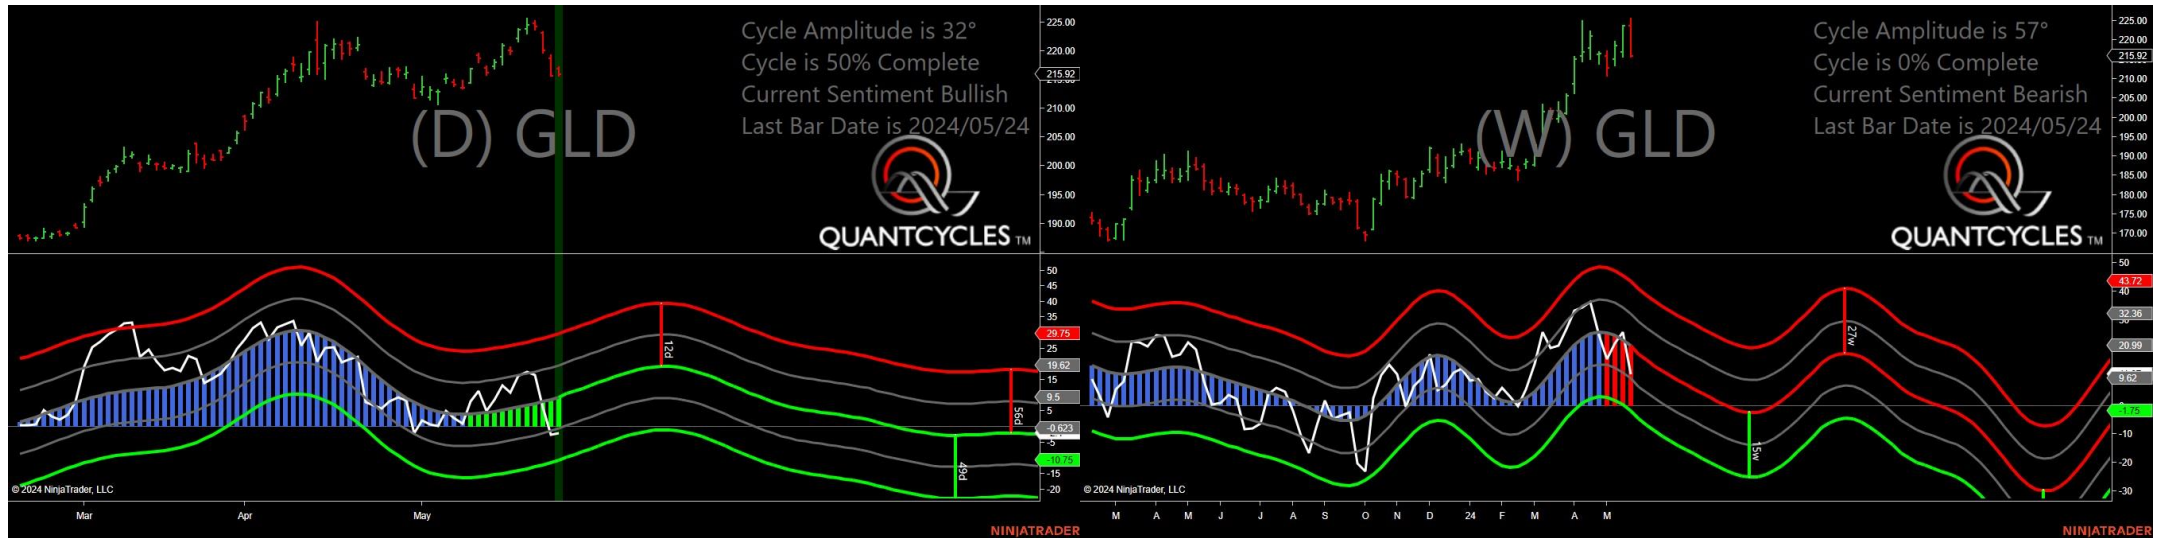 Cycle Amplitude is 32°
Cycle is 50% Complete
Current Sentiment Bullish
Last Bar Date is 2024/05/24
(D) GLD
QUANTCYCLES TM
225.00
220.00
215.92
210.00
205.00
200.00
195.00
190.00
50
45
40
35
29.75
25
19.62
15
9.5
5
-0.623
-5
-10.75
-15
-20
12d
49d
56d
© 2024 NinjaTrader, LLC
Mar
Apr
May
NINJATRADER
Cycle Amplitude is 57°
Cycle is 0% Complete
Current Sentiment Bearish
Last Bar Date is 2024/05/24
(W) GLD
QUANTCYCLES TM
225.00
220.00
215.92
210.00
205.00
200.00
195.00
190.00
185.00
180.00
175.00
170.00
50
43.72
40
32.36
20.99
9.62
-1.75
-10
-20
-30
15w
27w
© 2024 NinjaTrader, LLC
M
A
M
J
J
A
S
O
N
D
24
F
M
A
M
NINJATRADER